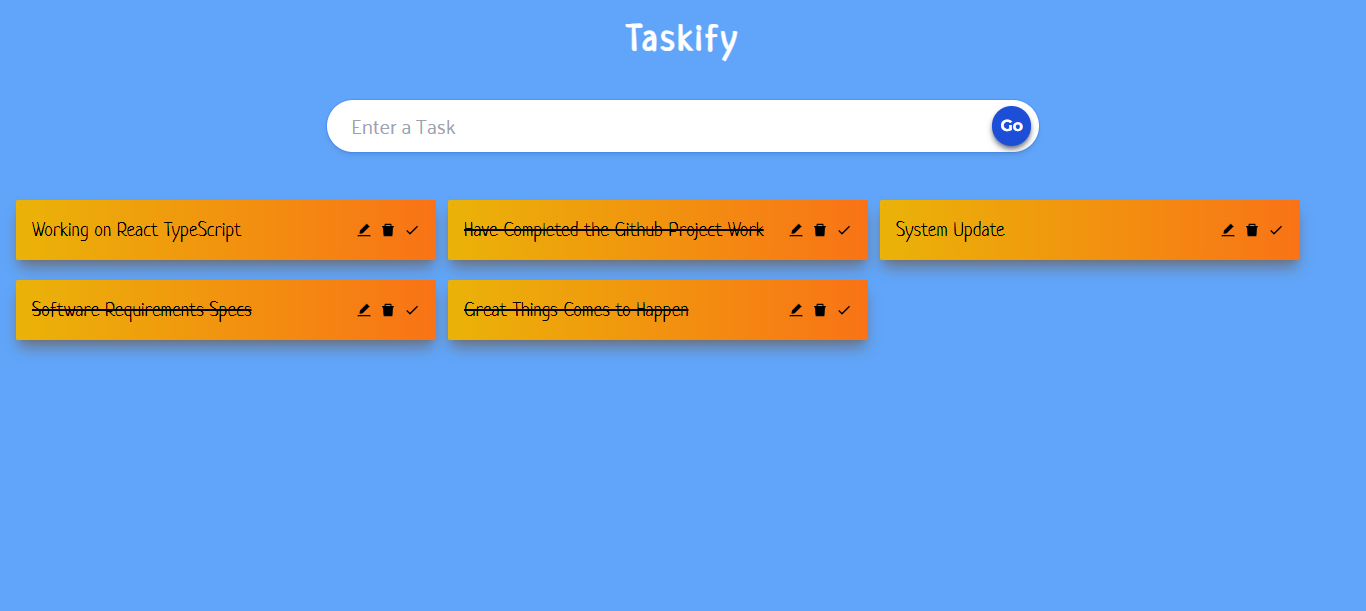 Taskify
Enter a Task
Go
Working on React TypeScript
Have Completed the Github Project Work
System Update
Software Requirements Specs
Great Things Comes to Happen